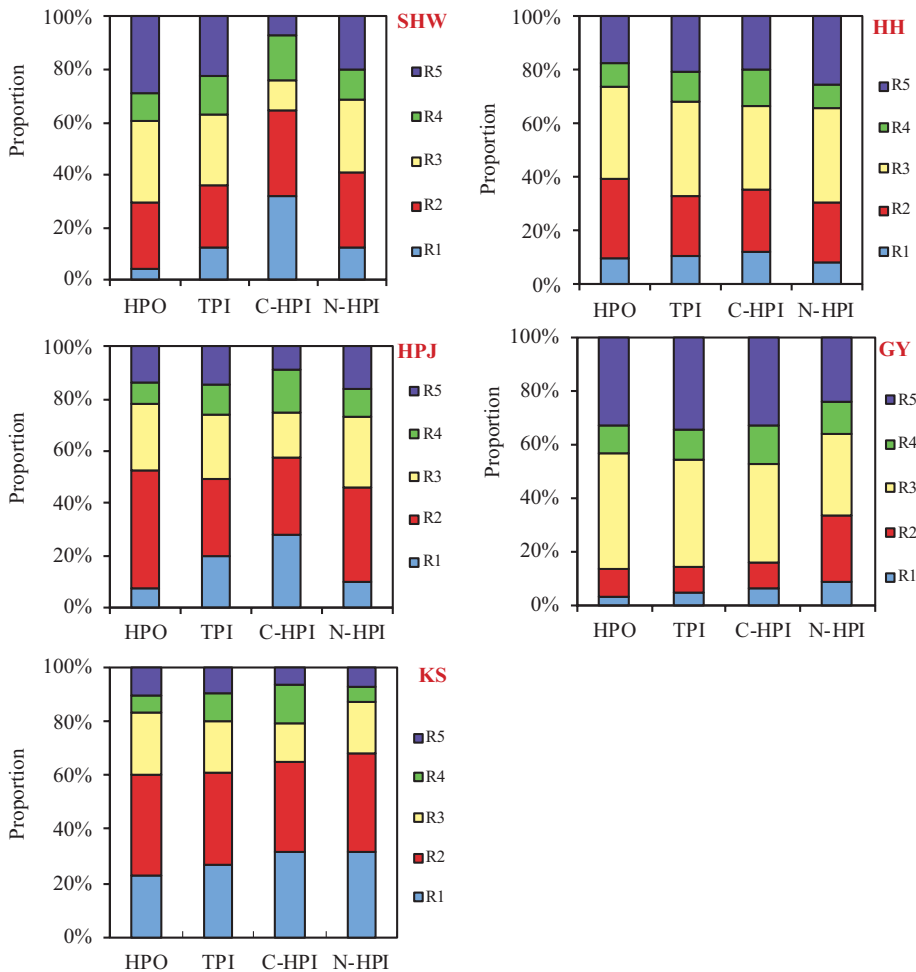 SHW
Proportion
100%
80%
60%
40%
20%
0%
HPO TPI C-HPI N-HPI
R5
R4
R3
R2
R1
HH
Proportion
100%
80%
60%
40%
20%
0%
HPO TPI C-HPI N-HPI
R5
R4
R3
R2
R1
HPJ
Proportion
100%
80%
60%
40%
20%
0%
HPO TPI C-HPI N-HPI
R5
R4
R3
R2
R1
GY
Proportion
100%
80%
60%
40%
20%
0%
HPO TPI C-HPI N-HPI
R5
R4
R3
R2
R1
KS
Proportion
100%
80%
60%
40%
20%
0%
HPO TPI C-HPI N-HPI
R5
R4
R3
R2
R1